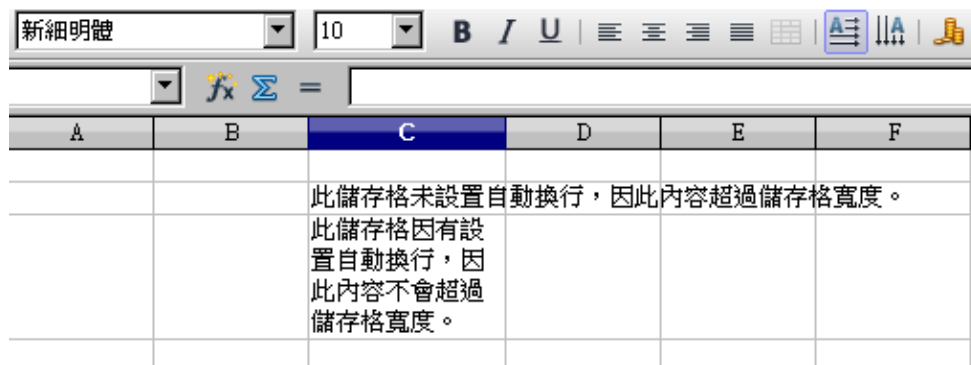 新細明體 10 B I U
A B C D E F
此儲存格未設置自動換行，因此內容超過儲存格寬度。
此儲存格因有設
置自動換行，因
此內容不會超過
儲存格寬度。